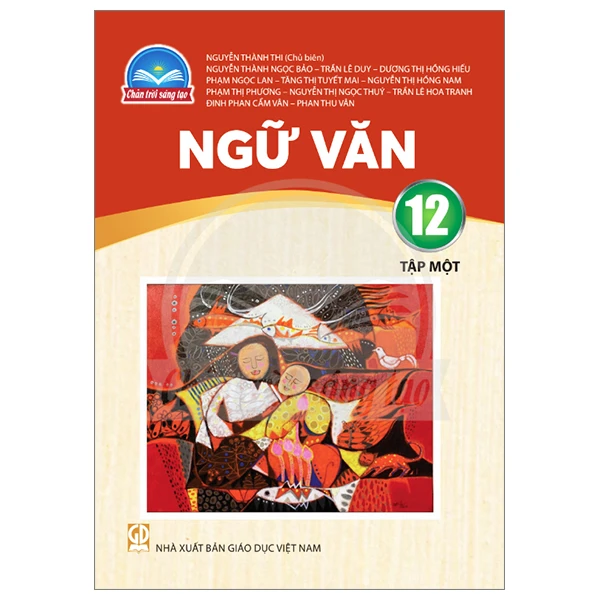 NGUYỄN THÀNH THI (Chủ biên)
NGUYỄN THÀNH NGỌC BẢO – TRẦN LÊ DUY – DƯƠNG THỊ HỒNG HIẾU
PHẠM NGỌC LAN – TĂNG THỊ TUYẾT MAI – NGUYỄN THỊ HỒNG NAM
PHẠM THỊ PHƯƠNG – NGUYỄN THỊ NGỌC THUÝ – TRẦN LÊ HOA TRANH
ĐINH PHAN CẨM VÂN – PHAN THU VÂN
Chân trời sáng tạo
NGỮ VĂN
12
TẬP MỘT
GD
NHÀ XUẤT BẢN GIÁO DỤC VIỆT NAM